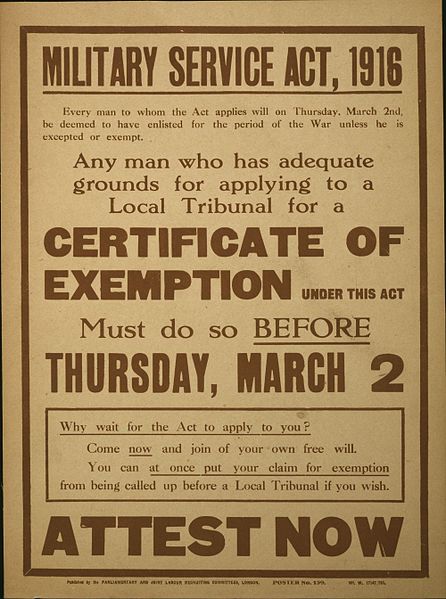 MILITARY SERVICE ACT, 1916
Every man to whom the Act applies will on Thursday, March 2nd,
be deemed to have enlisted for the period of the War unless he is
excepted or exempt.
Any man who has adequate
grounds for applying to a
Local Tribunal for a
CERTIFICATE OF
EXEMPTION UNDER THIS ACT
Must do so BEFORE
THURSDAY, MARCH 2
Why wait for the Act to apply to you?
Come now and join of your own free will.
You can at once put your claim for exemption
from being called up before a Local Tribunal if you wish.
ATTEST NOW
Published by the PARLIAMENTARY AND JOINT LABOUR RECRUITING COMMITTEES, LONDON. POSTER No. 139.